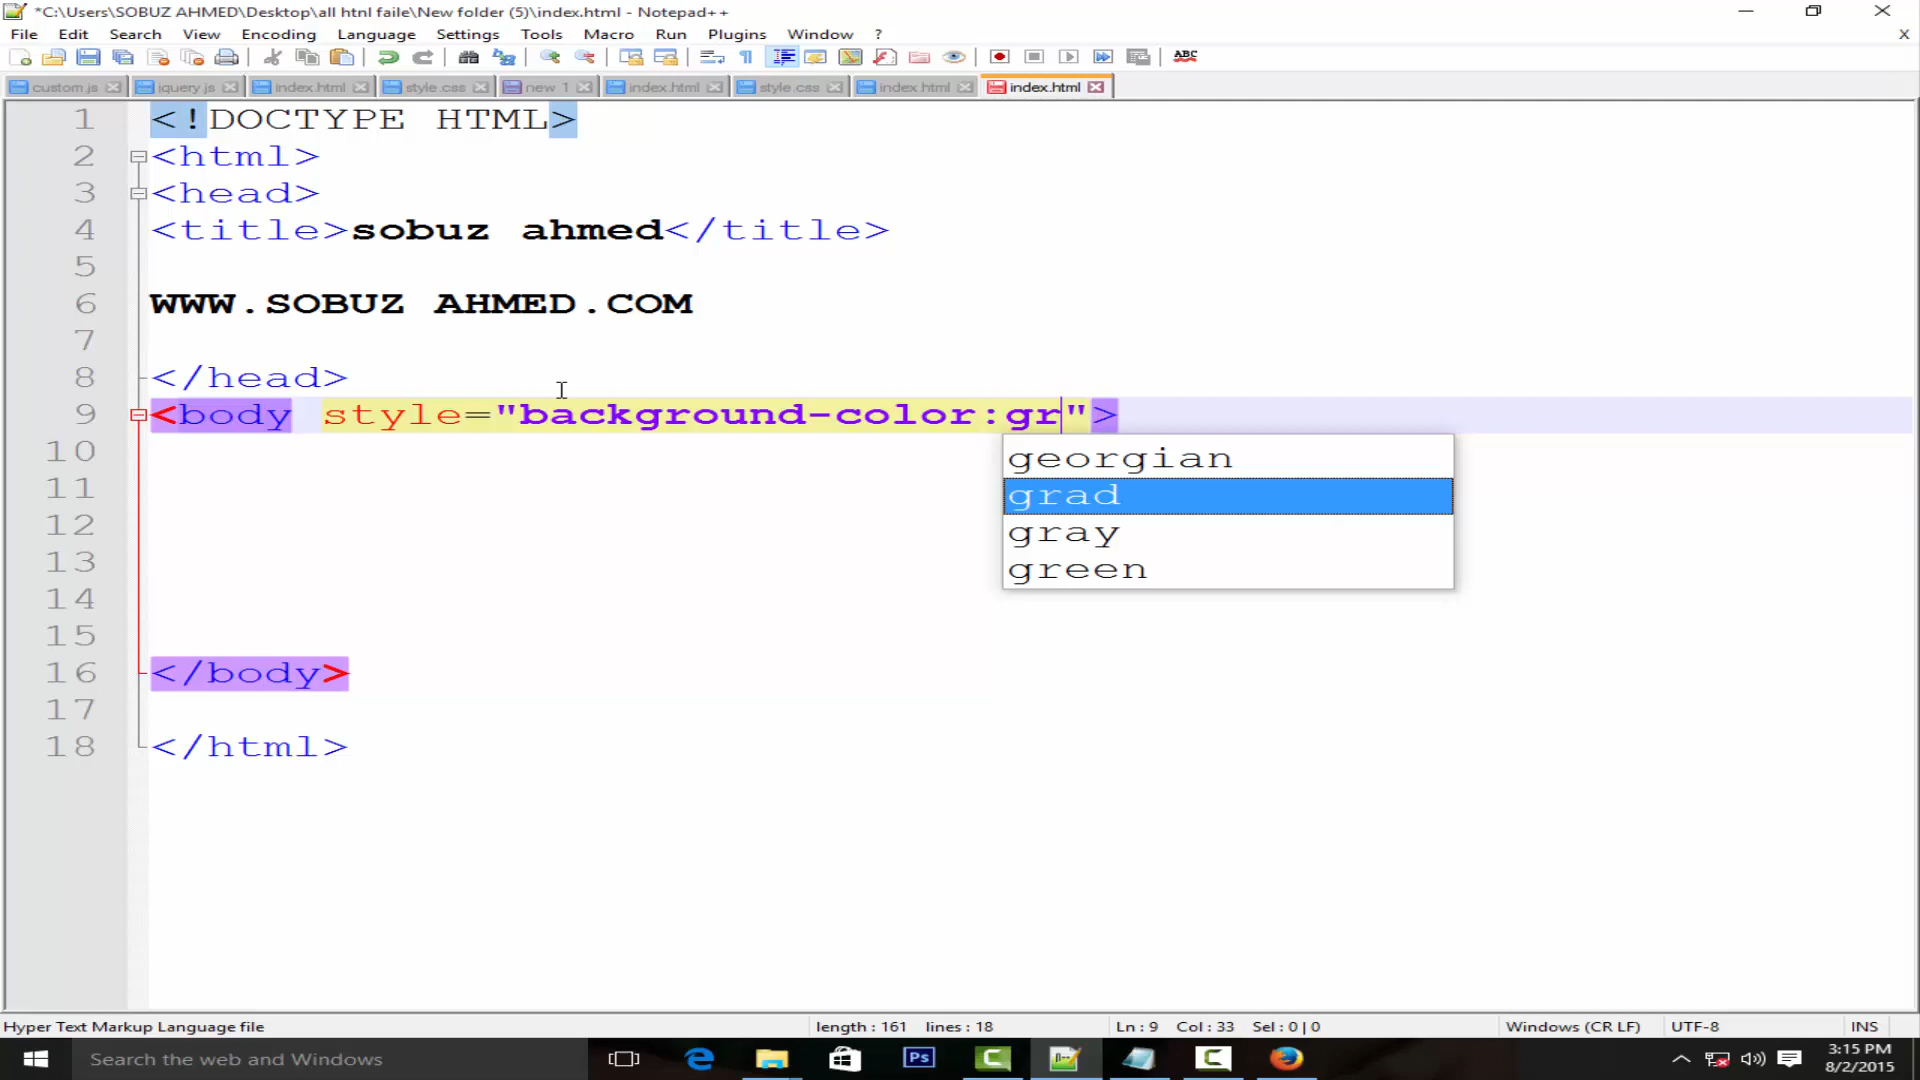 *C:\Users\SOBUZ AHMED\Desktop\all htnl faile\New folder (5)\index.html - Notepad++
File Edit Search View Encoding Language Settings Tools Macro Run Plugins Window ? X
ABC
custom.js jquery.js index.html style.css new 1 index.html style.css index.html index.html
1 <!DOCTYPE HTML>
2 <html>
3 <head>
4 <title>sobuz ahmed</title>
5
6 WWW.SOBUZ AHMED.COM
7
8 </head>
9 <body style="background-color:gr">
10 georgian
11 grad
12 gray
13 green
14
15
16 </body>
17
18 </html>
Hyper Text Markup Language file length : 161 lines : 18 Ln : 9 Col : 33 Sel : 0 | 0 Windows (CR LF) UTF-8 INS
Search the web and Windows Ps 3:15 PM
8/2/2015